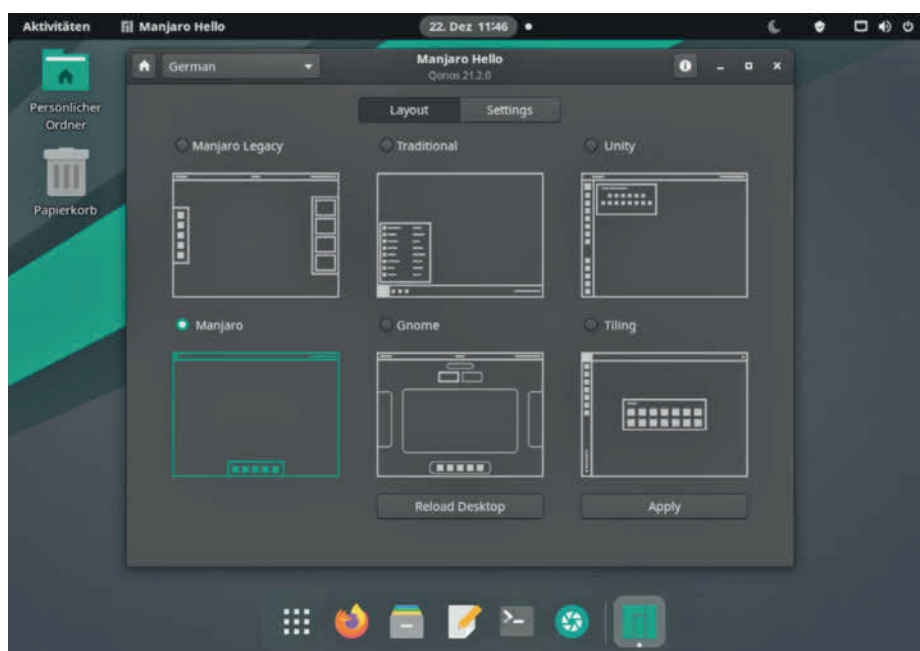 Aktivitäten Manjaro Hello 22. Dez 11:46
Manjaro Hello
German
Qonos 21.2.0
Layout Settings
Persönlicher
Ordner
Manjaro Legacy Traditional Unity
Papierkorb
Manjaro Gnome Tiling
Reload Desktop Apply